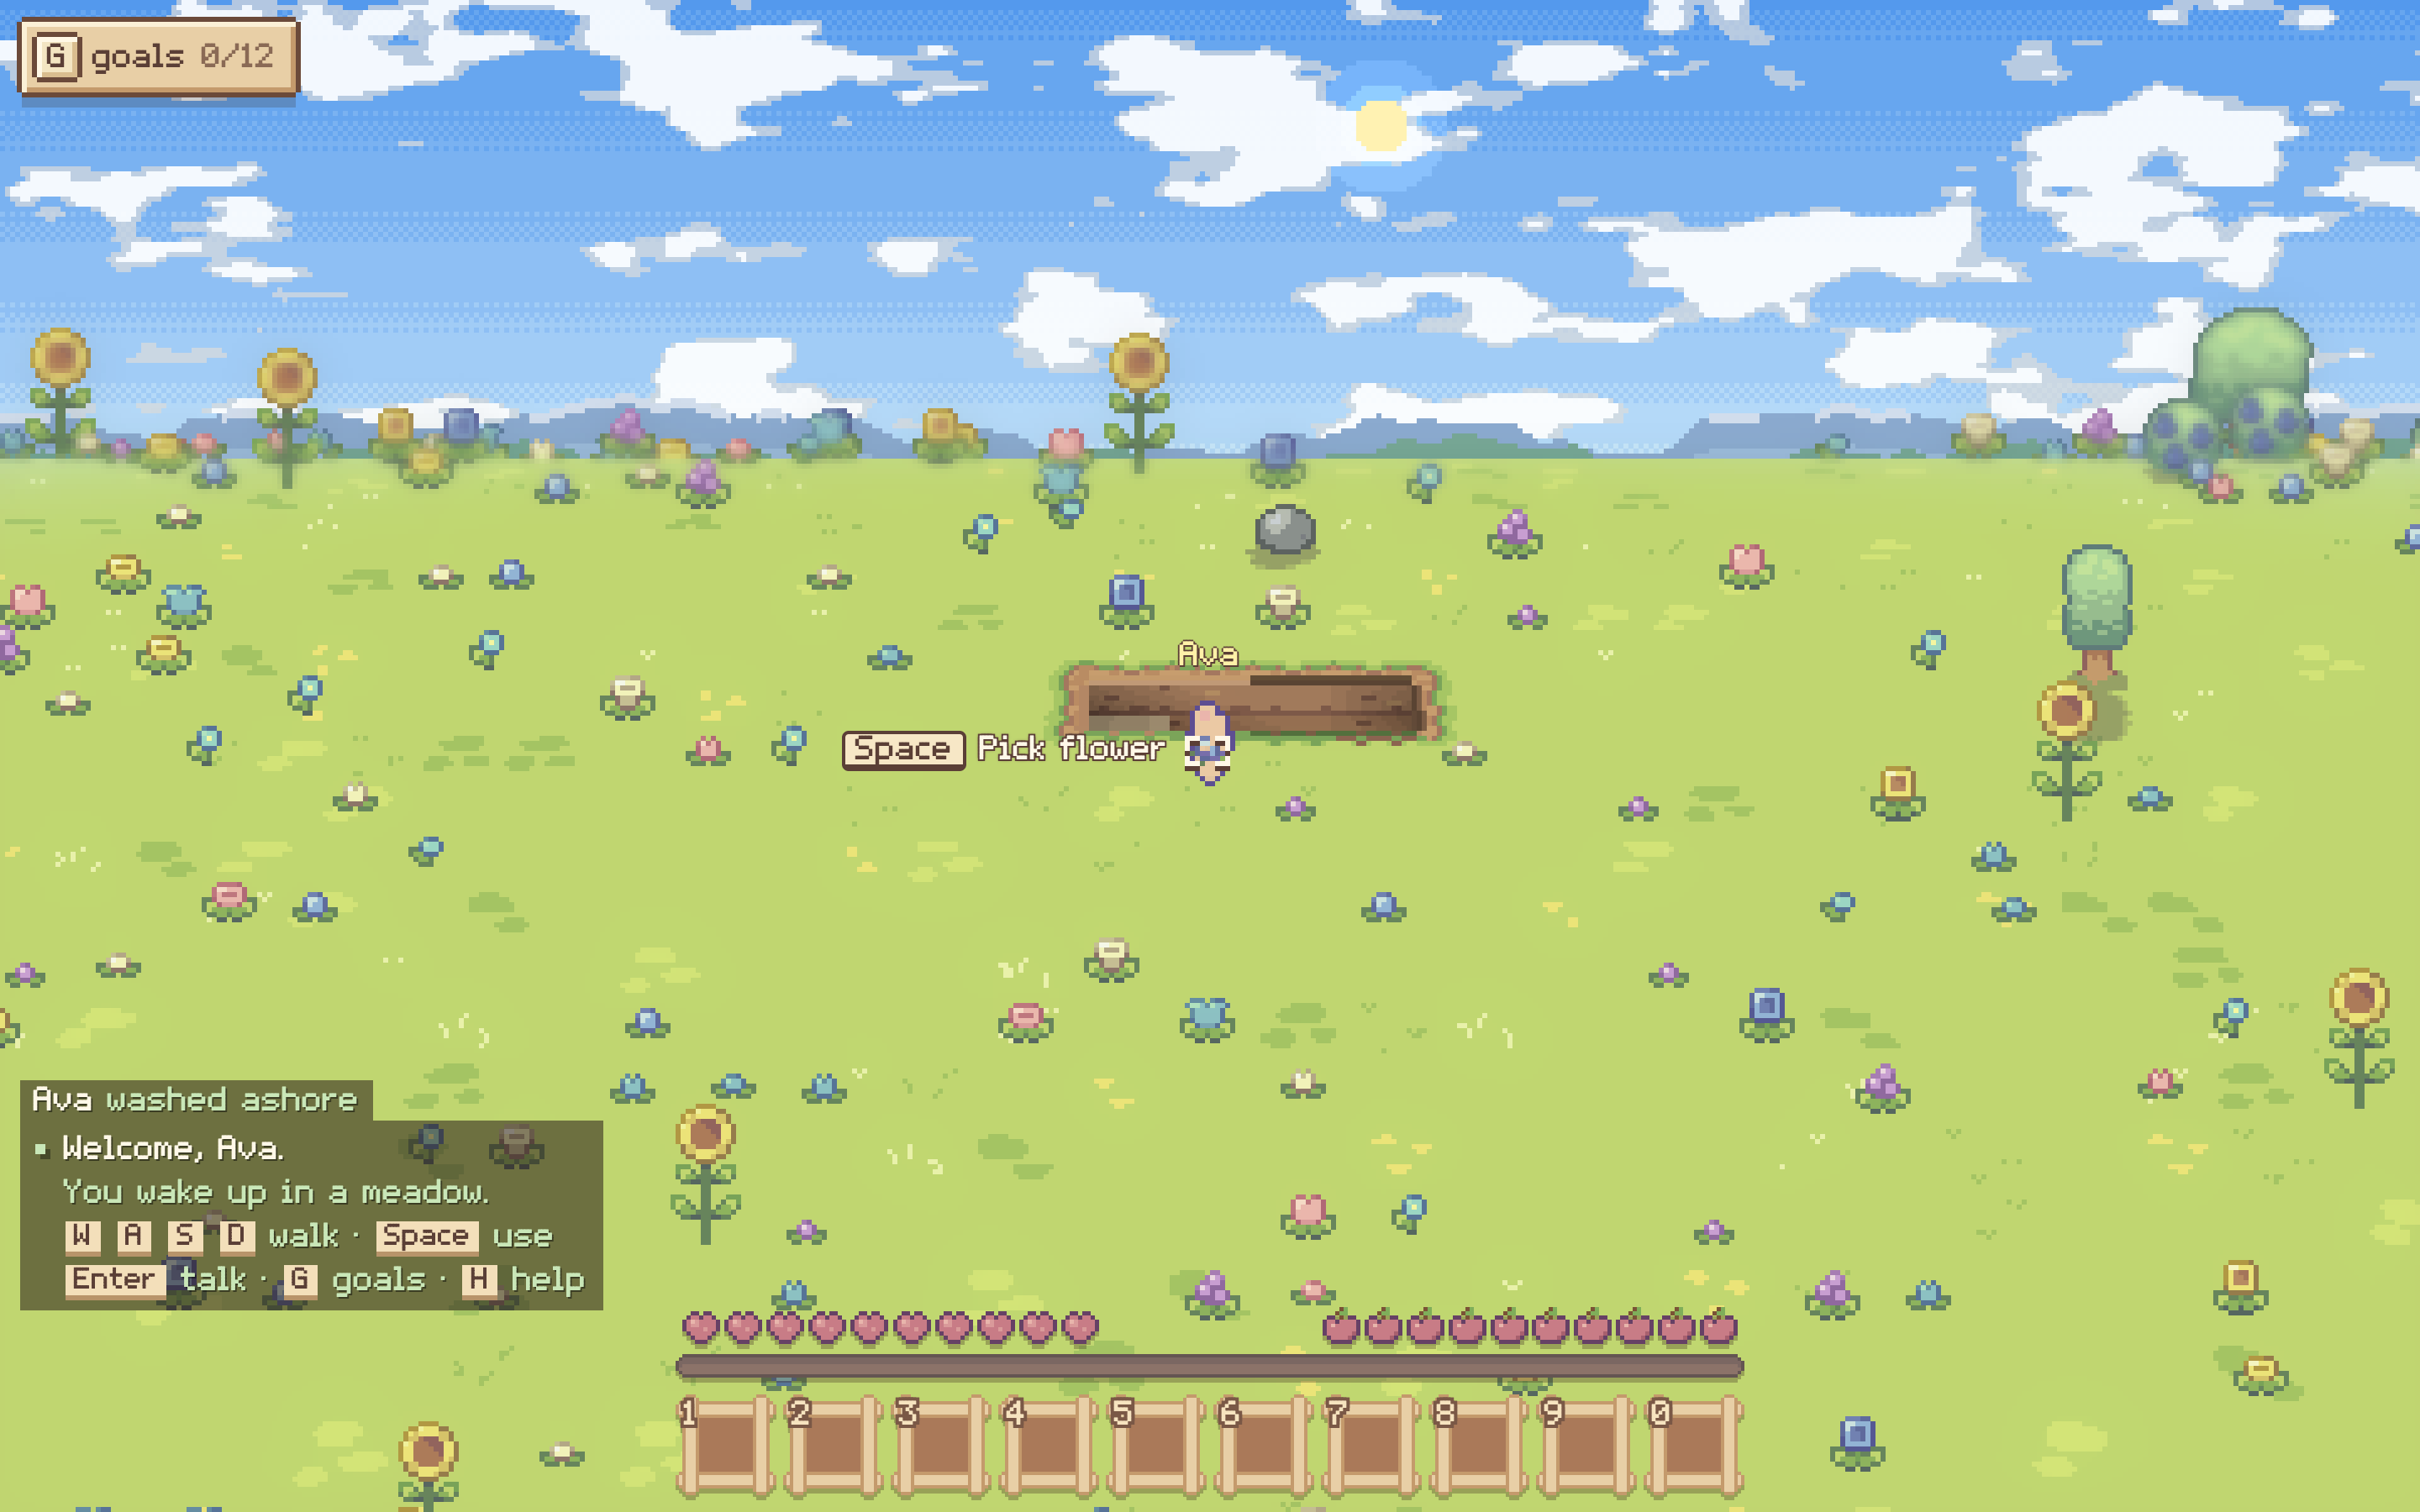 G goals 0/12
Ava
Space Pick flower
Ava washed ashore
Welcome, Ava.
You wake up in a meadow.
W A S D walk · Space use
Enter talk · G goals · H help
1 2 3 4 5 6 7 8 9 0